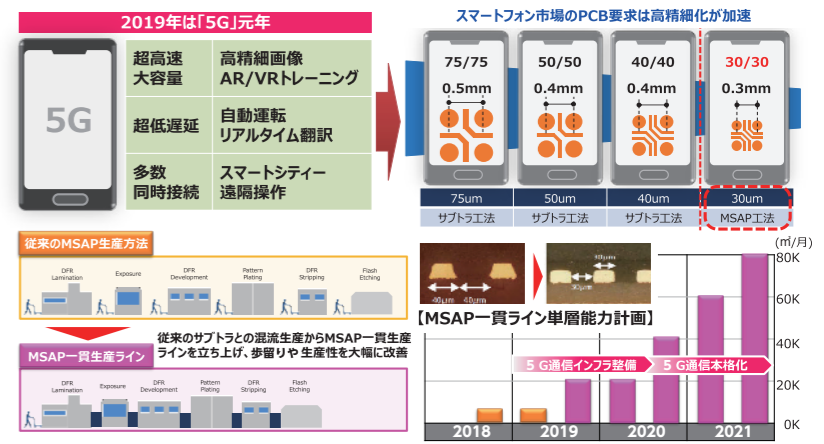 2019年は「5G」元年
5G
超高速
大容量
高精細画像
AR/VRトレーニング
超低遅延
自動運転
リアルタイム翻訳
多数
同時接続
スマートシティー
遠隔操作
スマートフォン市場のPCB要求は高精細化が加速
75/75
0.5mm
50/50
0.4mm
40/40
0.4mm
30/30
0.3mm
75um
50um
40um
30um
サブトラ工法
サブトラ工法
サブトラ工法
MSAP工法
従来のMSAP生産方法
DFR
Lamination
Exposure
DFR
Development
Pattern
Plating
DFR
Stripping
Flash
Etching
従来のサブトラとの混流生産からMSAP一貫生産
ラインを立ち上げ、歩留りや 生産性を大幅に改善
MSAP一貫生産ライン
DFR
Lamination
Exposure
DFR
Development
Pattern
Plating
DFR
Stripping
Flash
Etching
40μm
40μm
30μm
30μm
【MSAP一貫ライン単層能力計画】
(㎡/月)
80K
60K
40K
20K
0K
5 G通信インフラ整備
5 G通信本格化
2018
2019
2020
2021